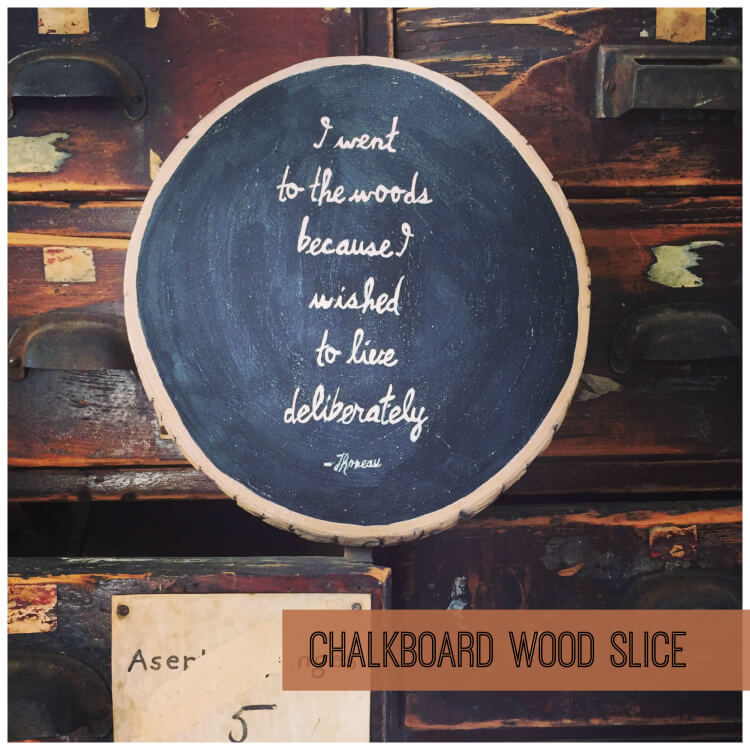 I went
to the woods
because I
wished
to live
deliberately
- Thoreau
CHALKBOARD WOOD SLICE
5